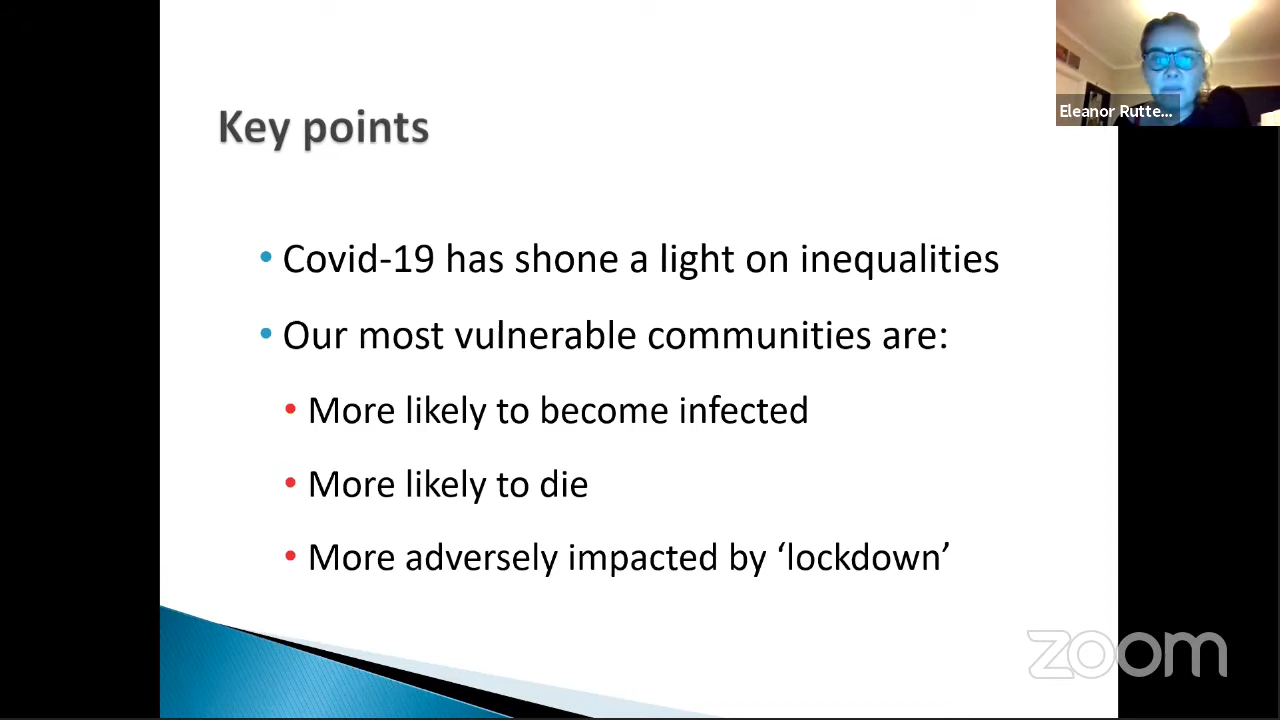 Eleanor Rutte...
Key points
• Covid-19 has shone a light on inequalities
• Our most vulnerable communities are:
• More likely to become infected
• More likely to die
• More adversely impacted by ‘lockdown’
zoom